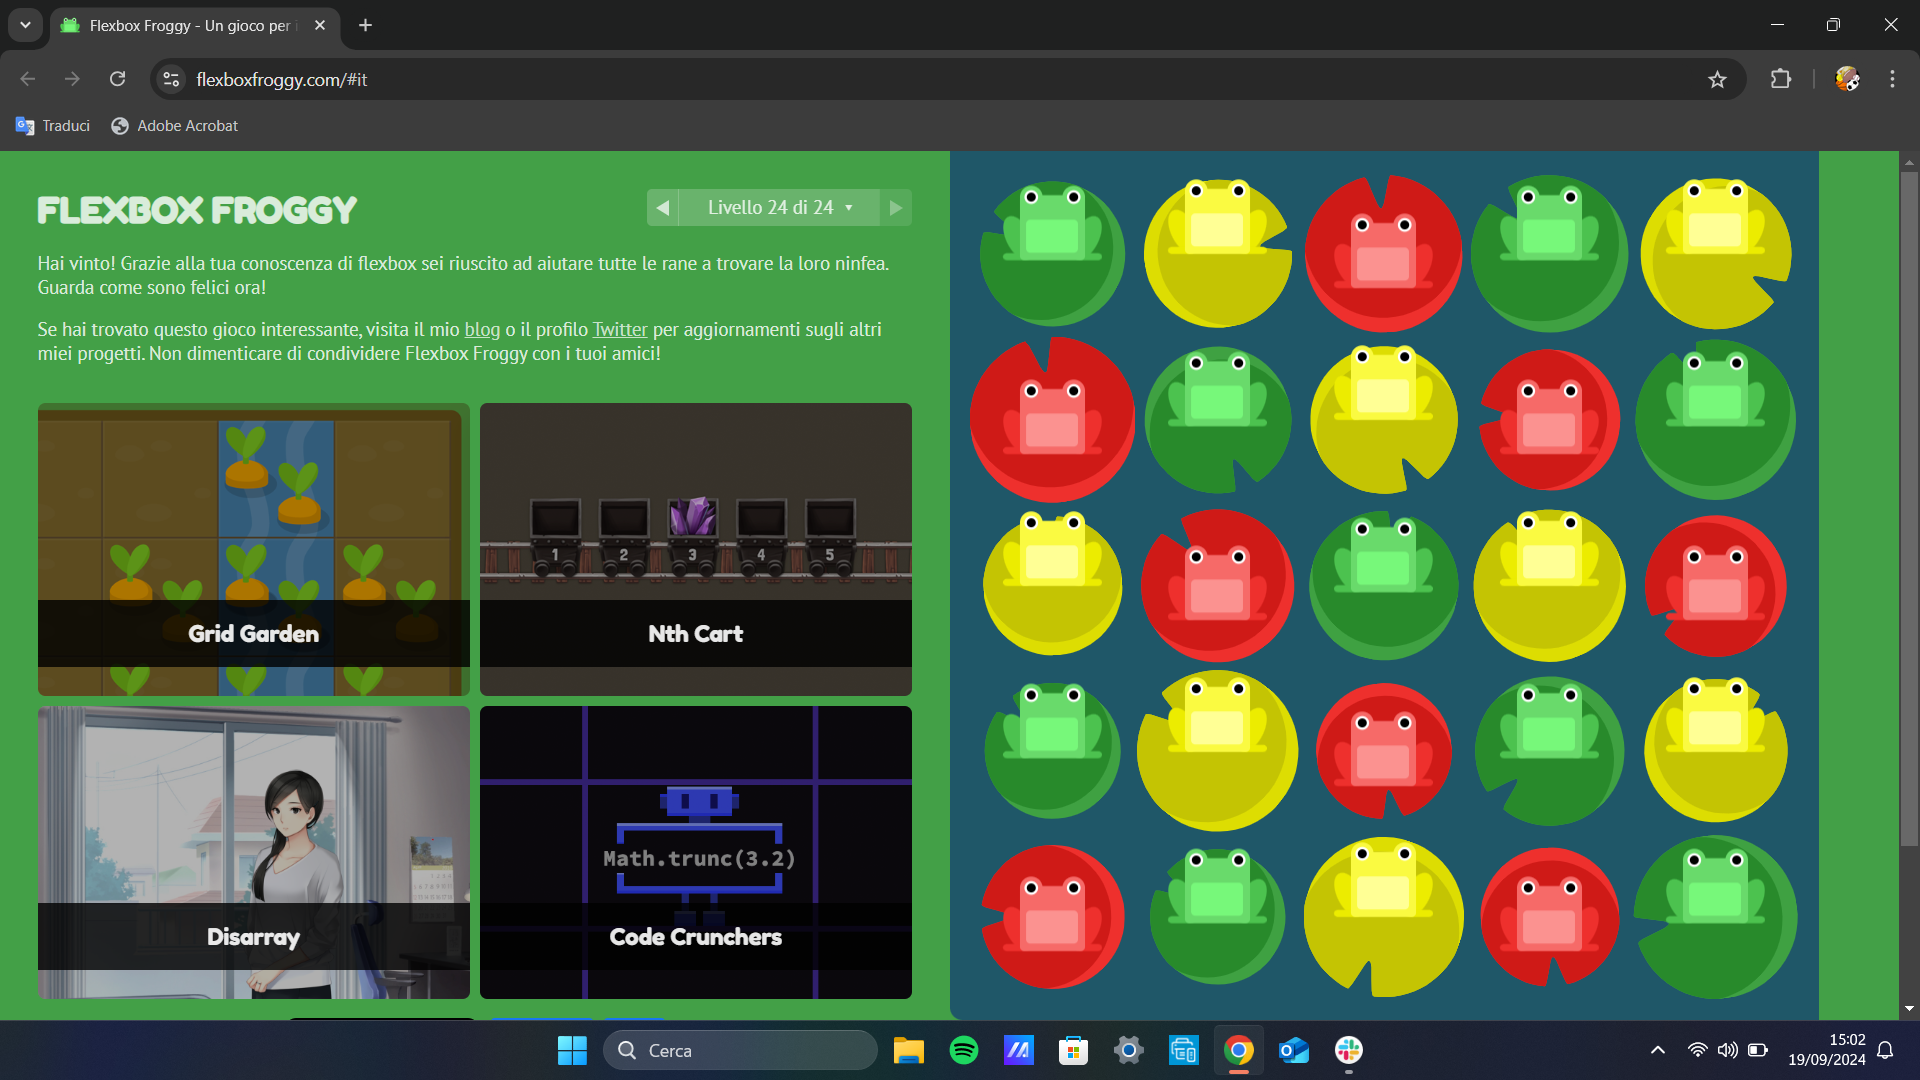 Flexbox Froggy - Un gioco per i
flexboxfroggy.com/#it
Traduci
Adobe Acrobat
FLEXBOX FROGGY
Livello 24 di 24
Hai vinto! Grazie alla tua conoscenza di flexbox sei riuscito ad aiutare tutte le rane a trovare la loro ninfea.
Guarda come sono felici ora!
Se hai trovato questo gioco interessante, visita il mio blog o il profilo Twitter per aggiornamenti sugli altri
miei progetti. Non dimenticare di condividere Flexbox Froggy con i tuoi amici!
Grid Garden
1 2 3 4 5
Nth Cart
Disarray
Math.trunc(3.2)
Code Crunchers
Cerca
15:02
19/09/2024